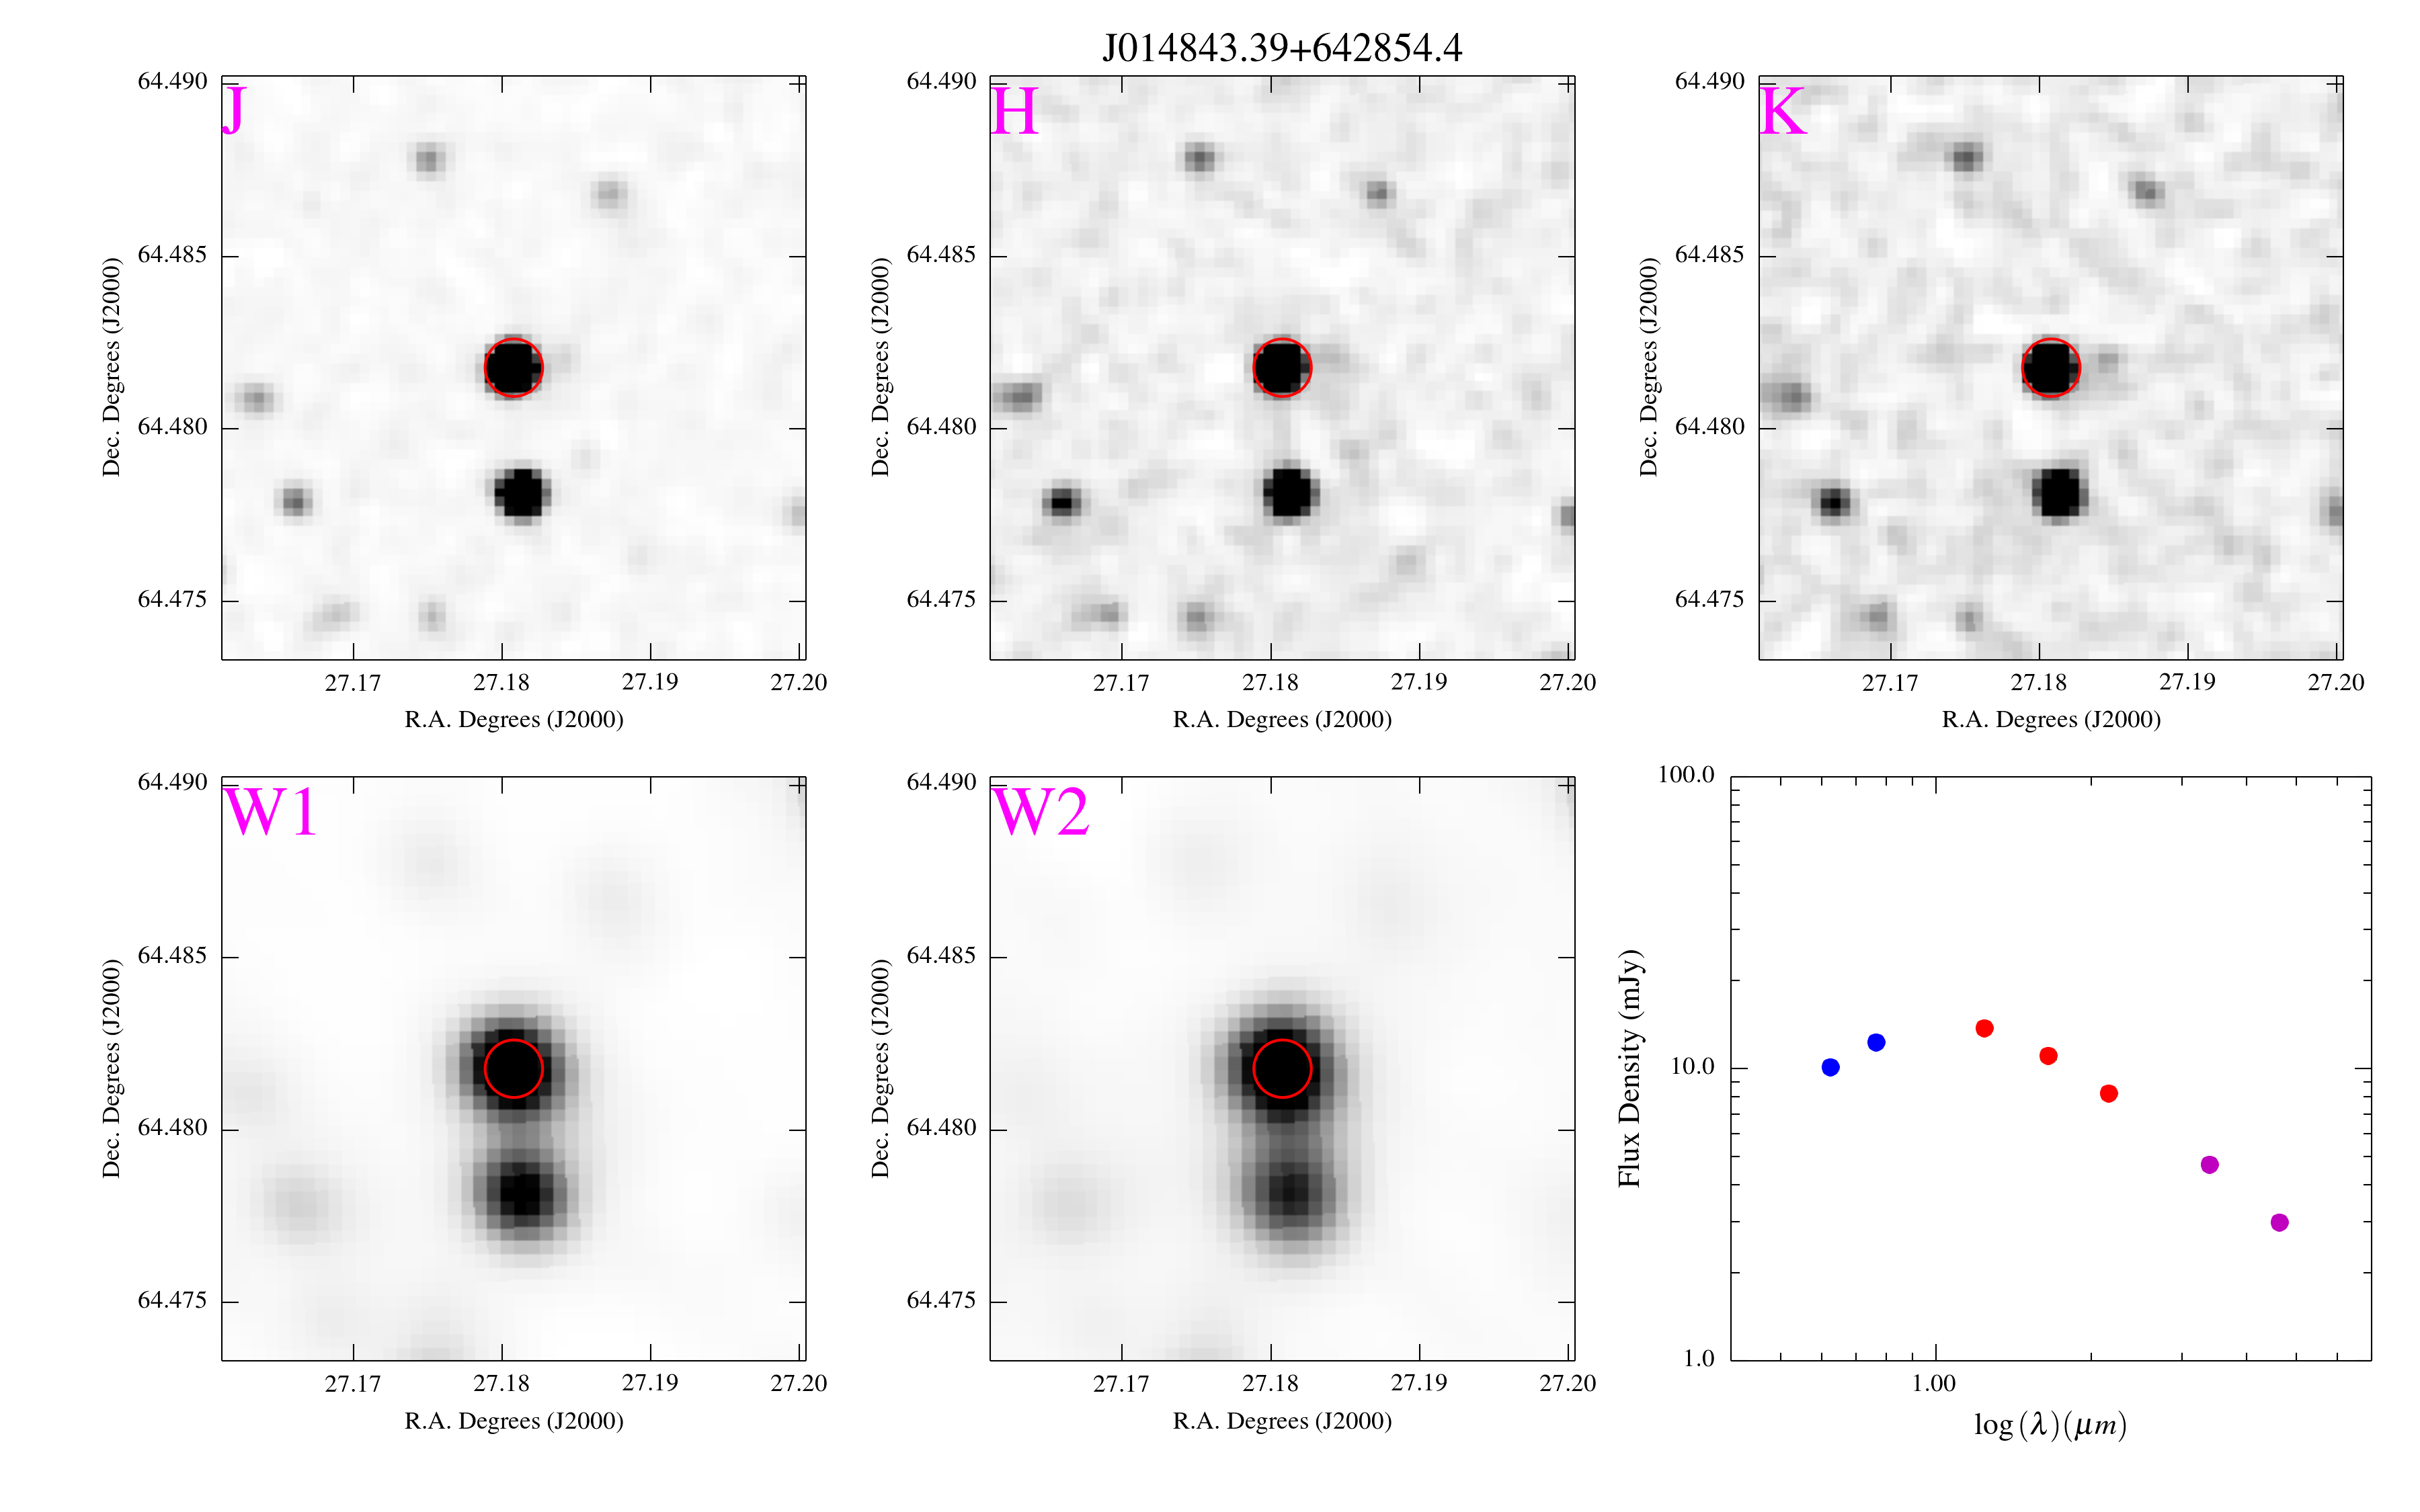 J014843.39+642854.4
J
64.490
64.485
64.480
64.475
Dec. Degrees (J2000)
27.17 27.18 27.19 27.20
R.A. Degrees (J2000)
H
64.490
64.485
64.480
64.475
Dec. Degrees (J2000)
27.17 27.18 27.19 27.20
R.A. Degrees (J2000)
K
64.490
64.485
64.480
64.475
Dec. Degrees (J2000)
27.17 27.18 27.19 27.20
R.A. Degrees (J2000)
W1
64.490
64.485
64.480
64.475
Dec. Degrees (J2000)
27.17 27.18 27.19 27.20
R.A. Degrees (J2000)
W2
64.490
64.485
64.480
64.475
Dec. Degrees (J2000)
27.17 27.18 27.19 27.20
R.A. Degrees (J2000)
100.0
10.0
1.0
Flux Density (mJy)
1.00
log(λ)(μm)